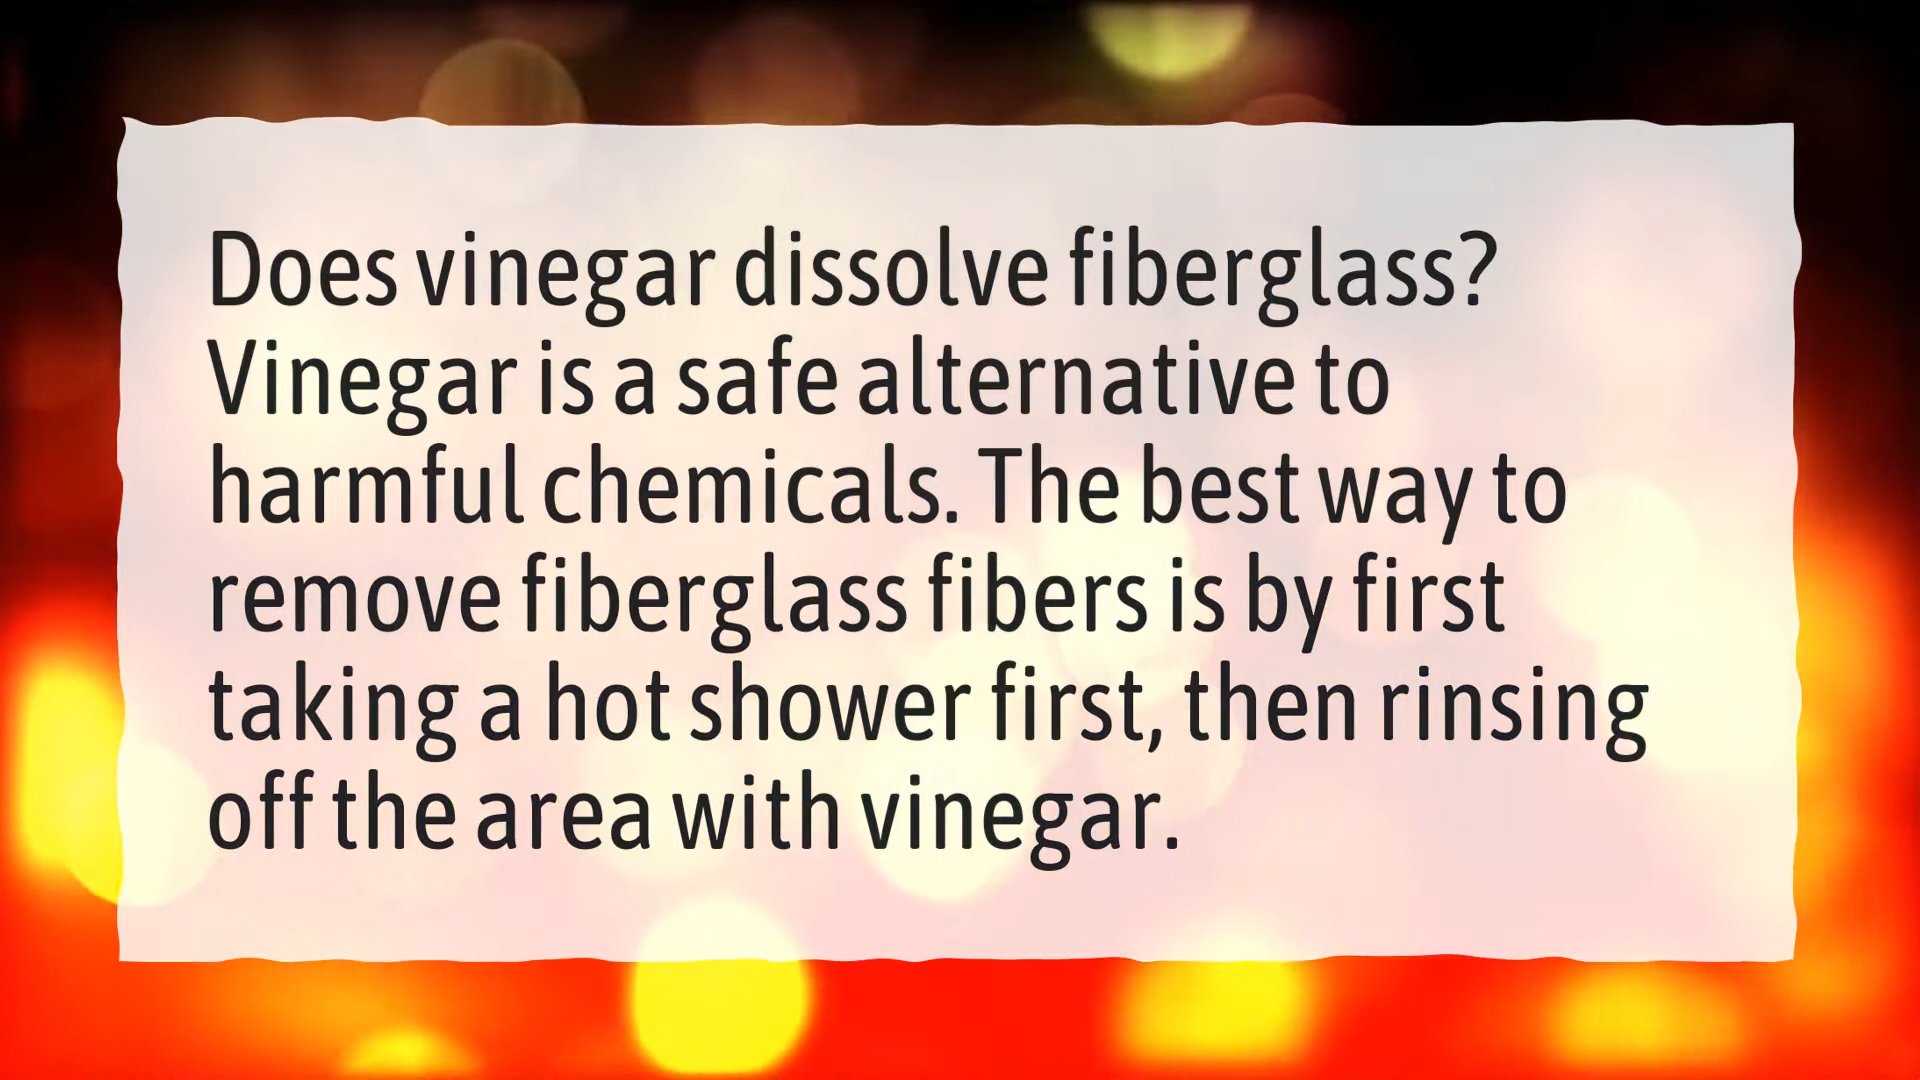 Does vinegar dissolve fiberglass?
Vinegar is a safe alternative to
harmful chemicals. The best way to
remove fiberglass fibers is by first
taking a hot shower first, then rinsing
off the area with vinegar.